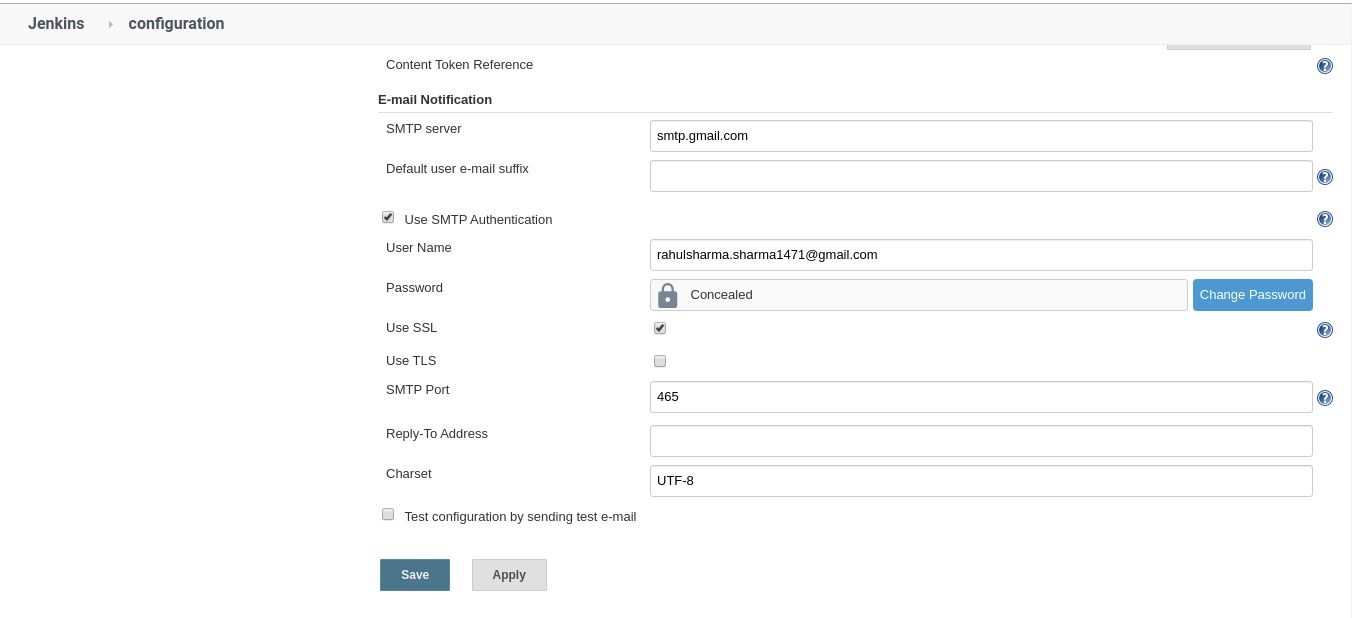 Jenkins configuration
Content Token Reference
E-mail Notification
SMTP server
smtp.gmail.com
Default user e-mail suffix
Use SMTP Authentication
User Name
rahulsharma.sharma1471@gmail.com
Password
Concealed
Change Password
Use SSL
Use TLS
SMTP Port
465
Reply-To Address
Charset
UTF-8
Test configuration by sending test e-mail
Save
Apply